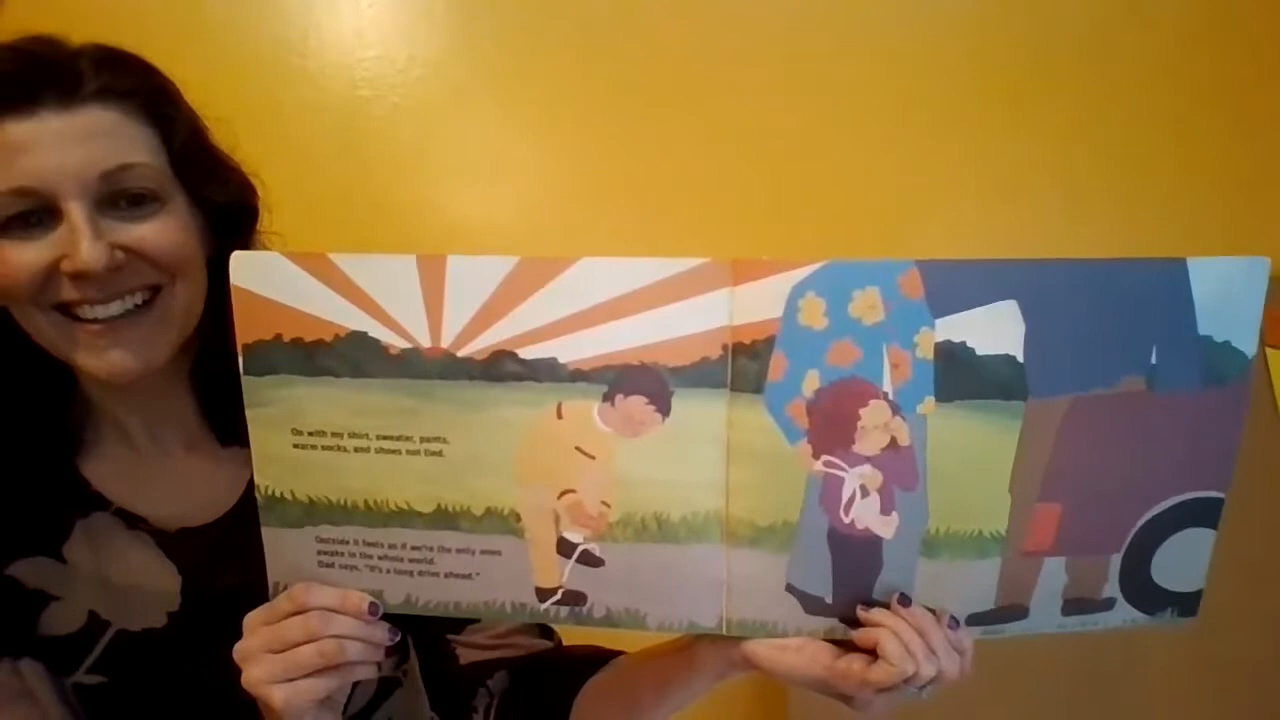 On with my shirt, sweater, pants,
warm socks, and shoes not tied.
Outside it feels as if we're the only ones
awake in the whole world.
Dad says, "It's a long drive ahead."